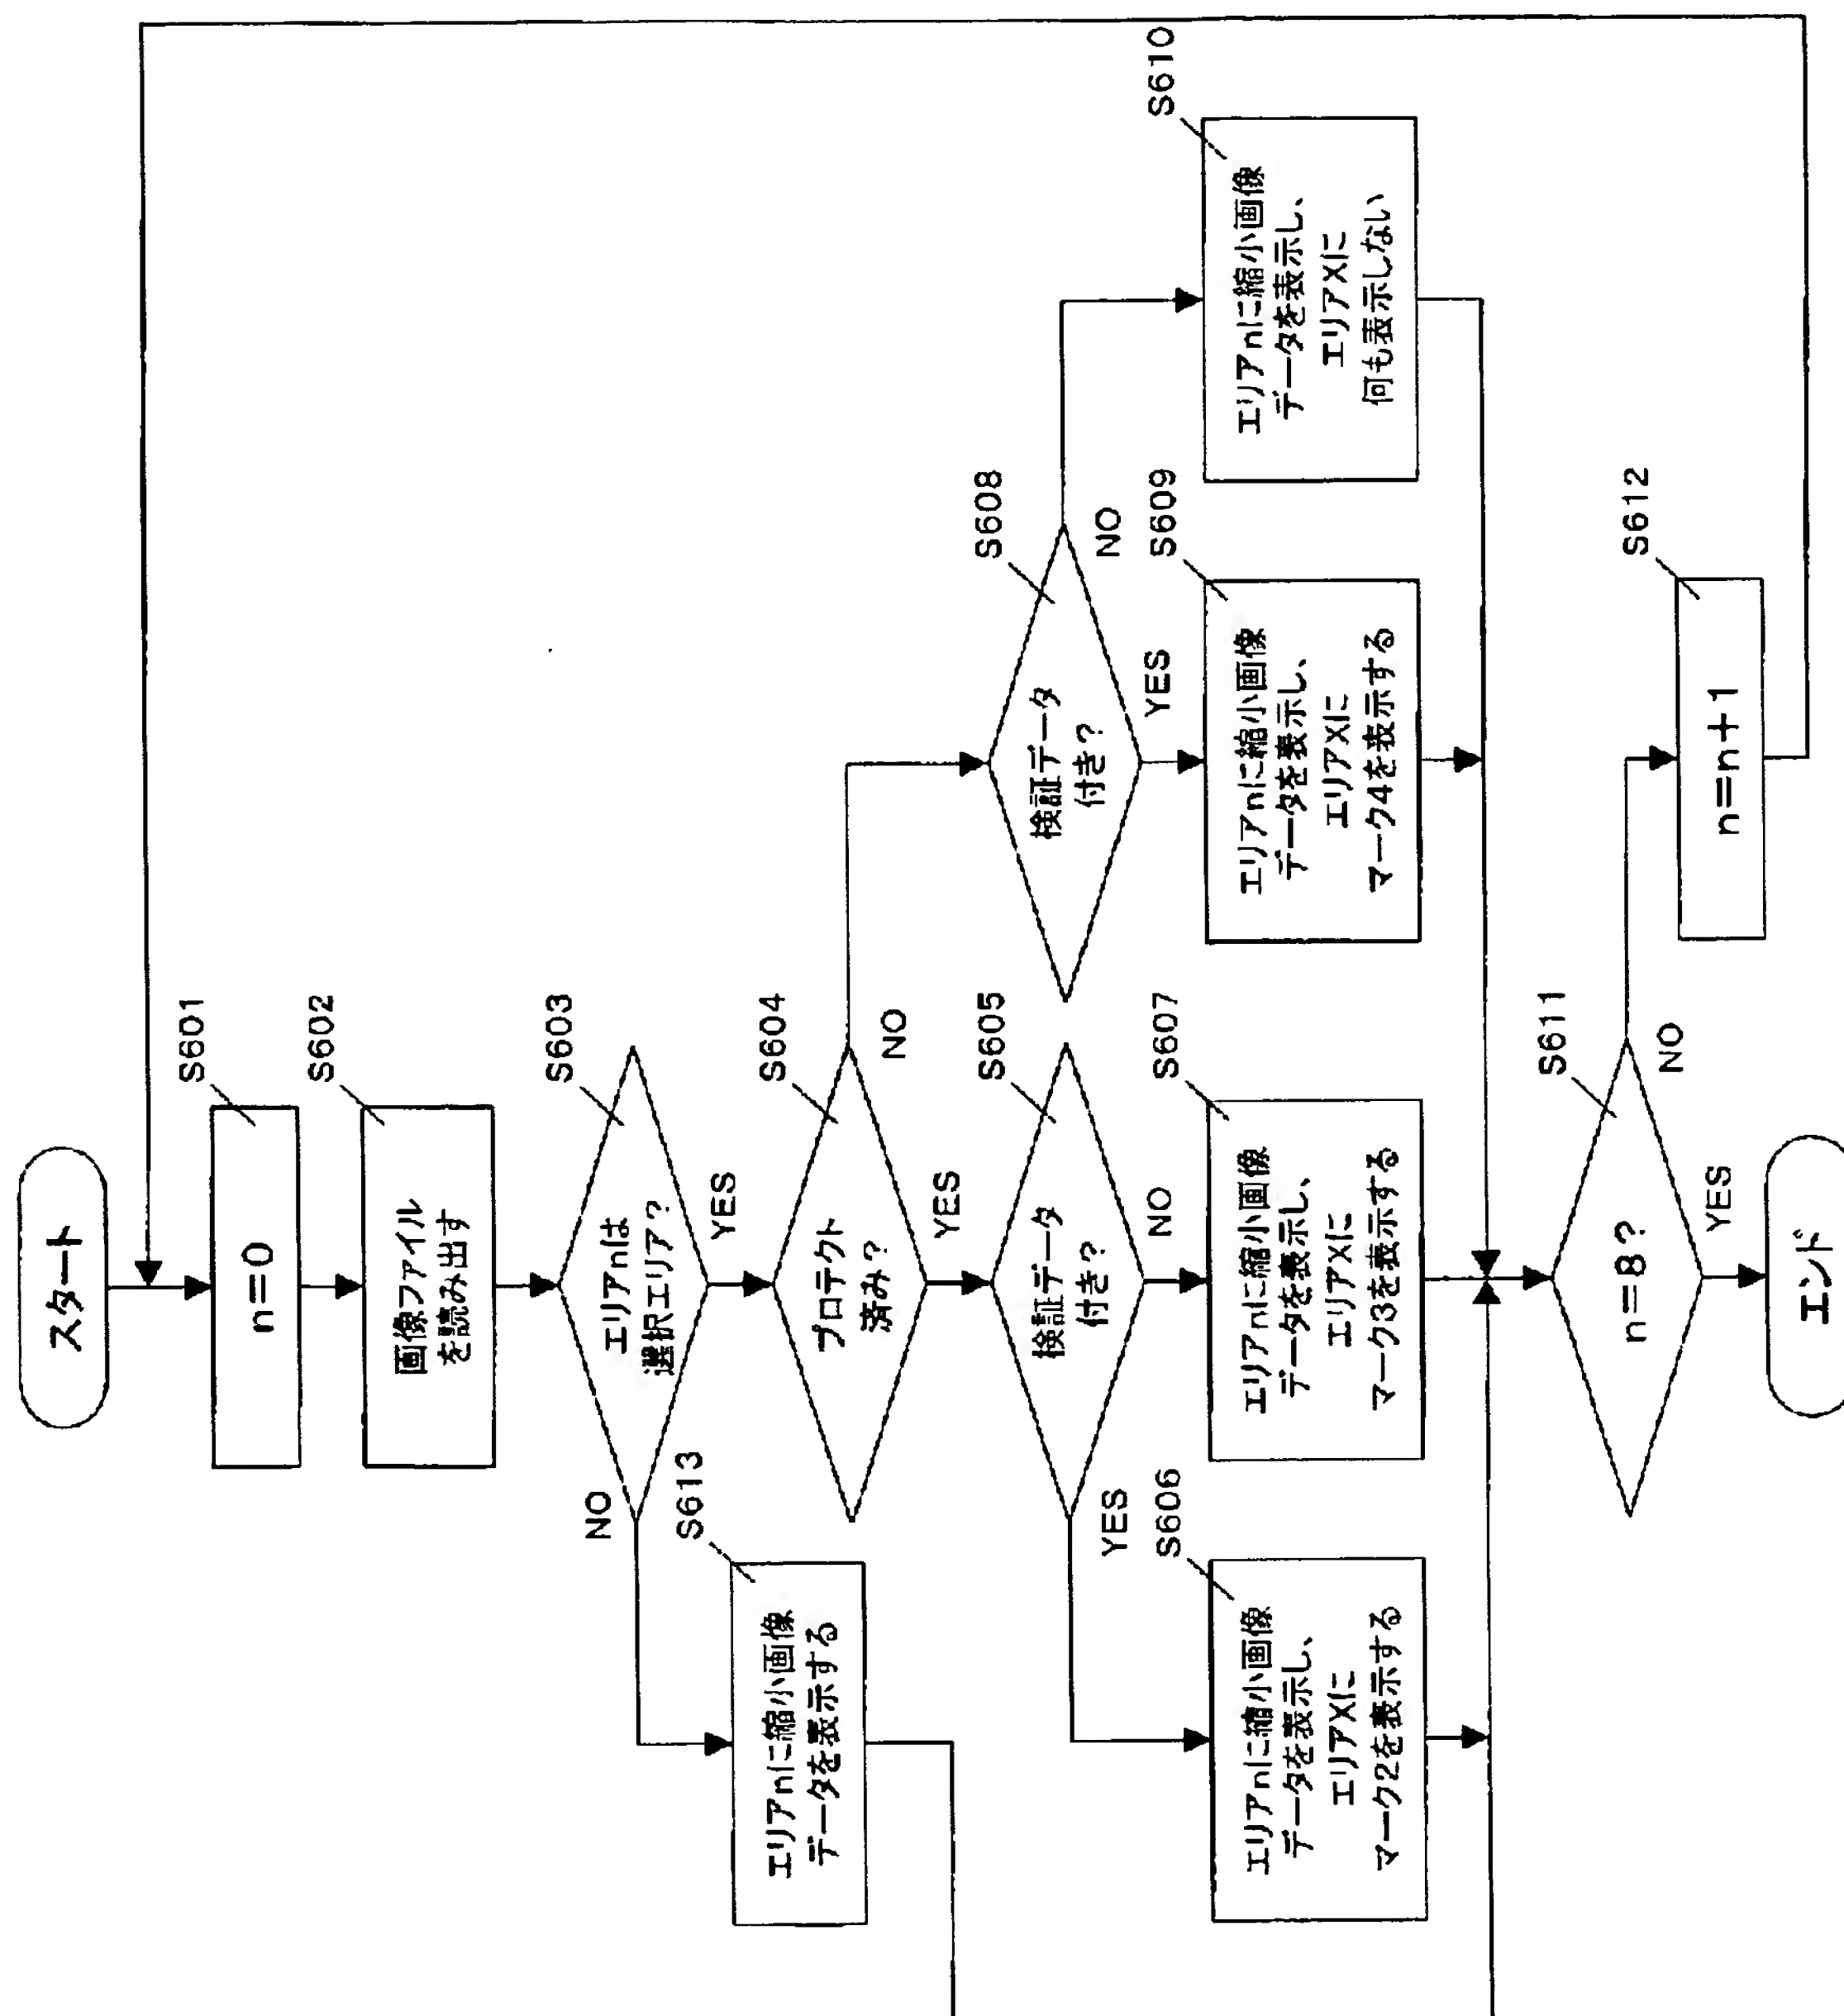 スタート
S601
n=0
S602
画像ファイル
を読み出す
S603
エリアnは
選択エリア?
NO
YES
S613
エリアnに縮小画像
データを表示する
S604
プロテクト
済み?
NO
YES
S605
検証データ
付き?
YES
NO
S608
検証データ
付き?
YES
NO
S606
エリアnに縮小画像
データを表示し、
エリアXに
マーク2を表示する
S607
エリアnに縮小画像
データを表示し、
エリアXに
マーク3を表示する
S609
エリアnに縮小画像
データを表示し、
エリアXに
マーク4を表示する
S610
エリアnに縮小画像
データを表示し、
エリアXに
何も表示しない
S611
n=8?
NO
YES
S612
n=n+1
エンド